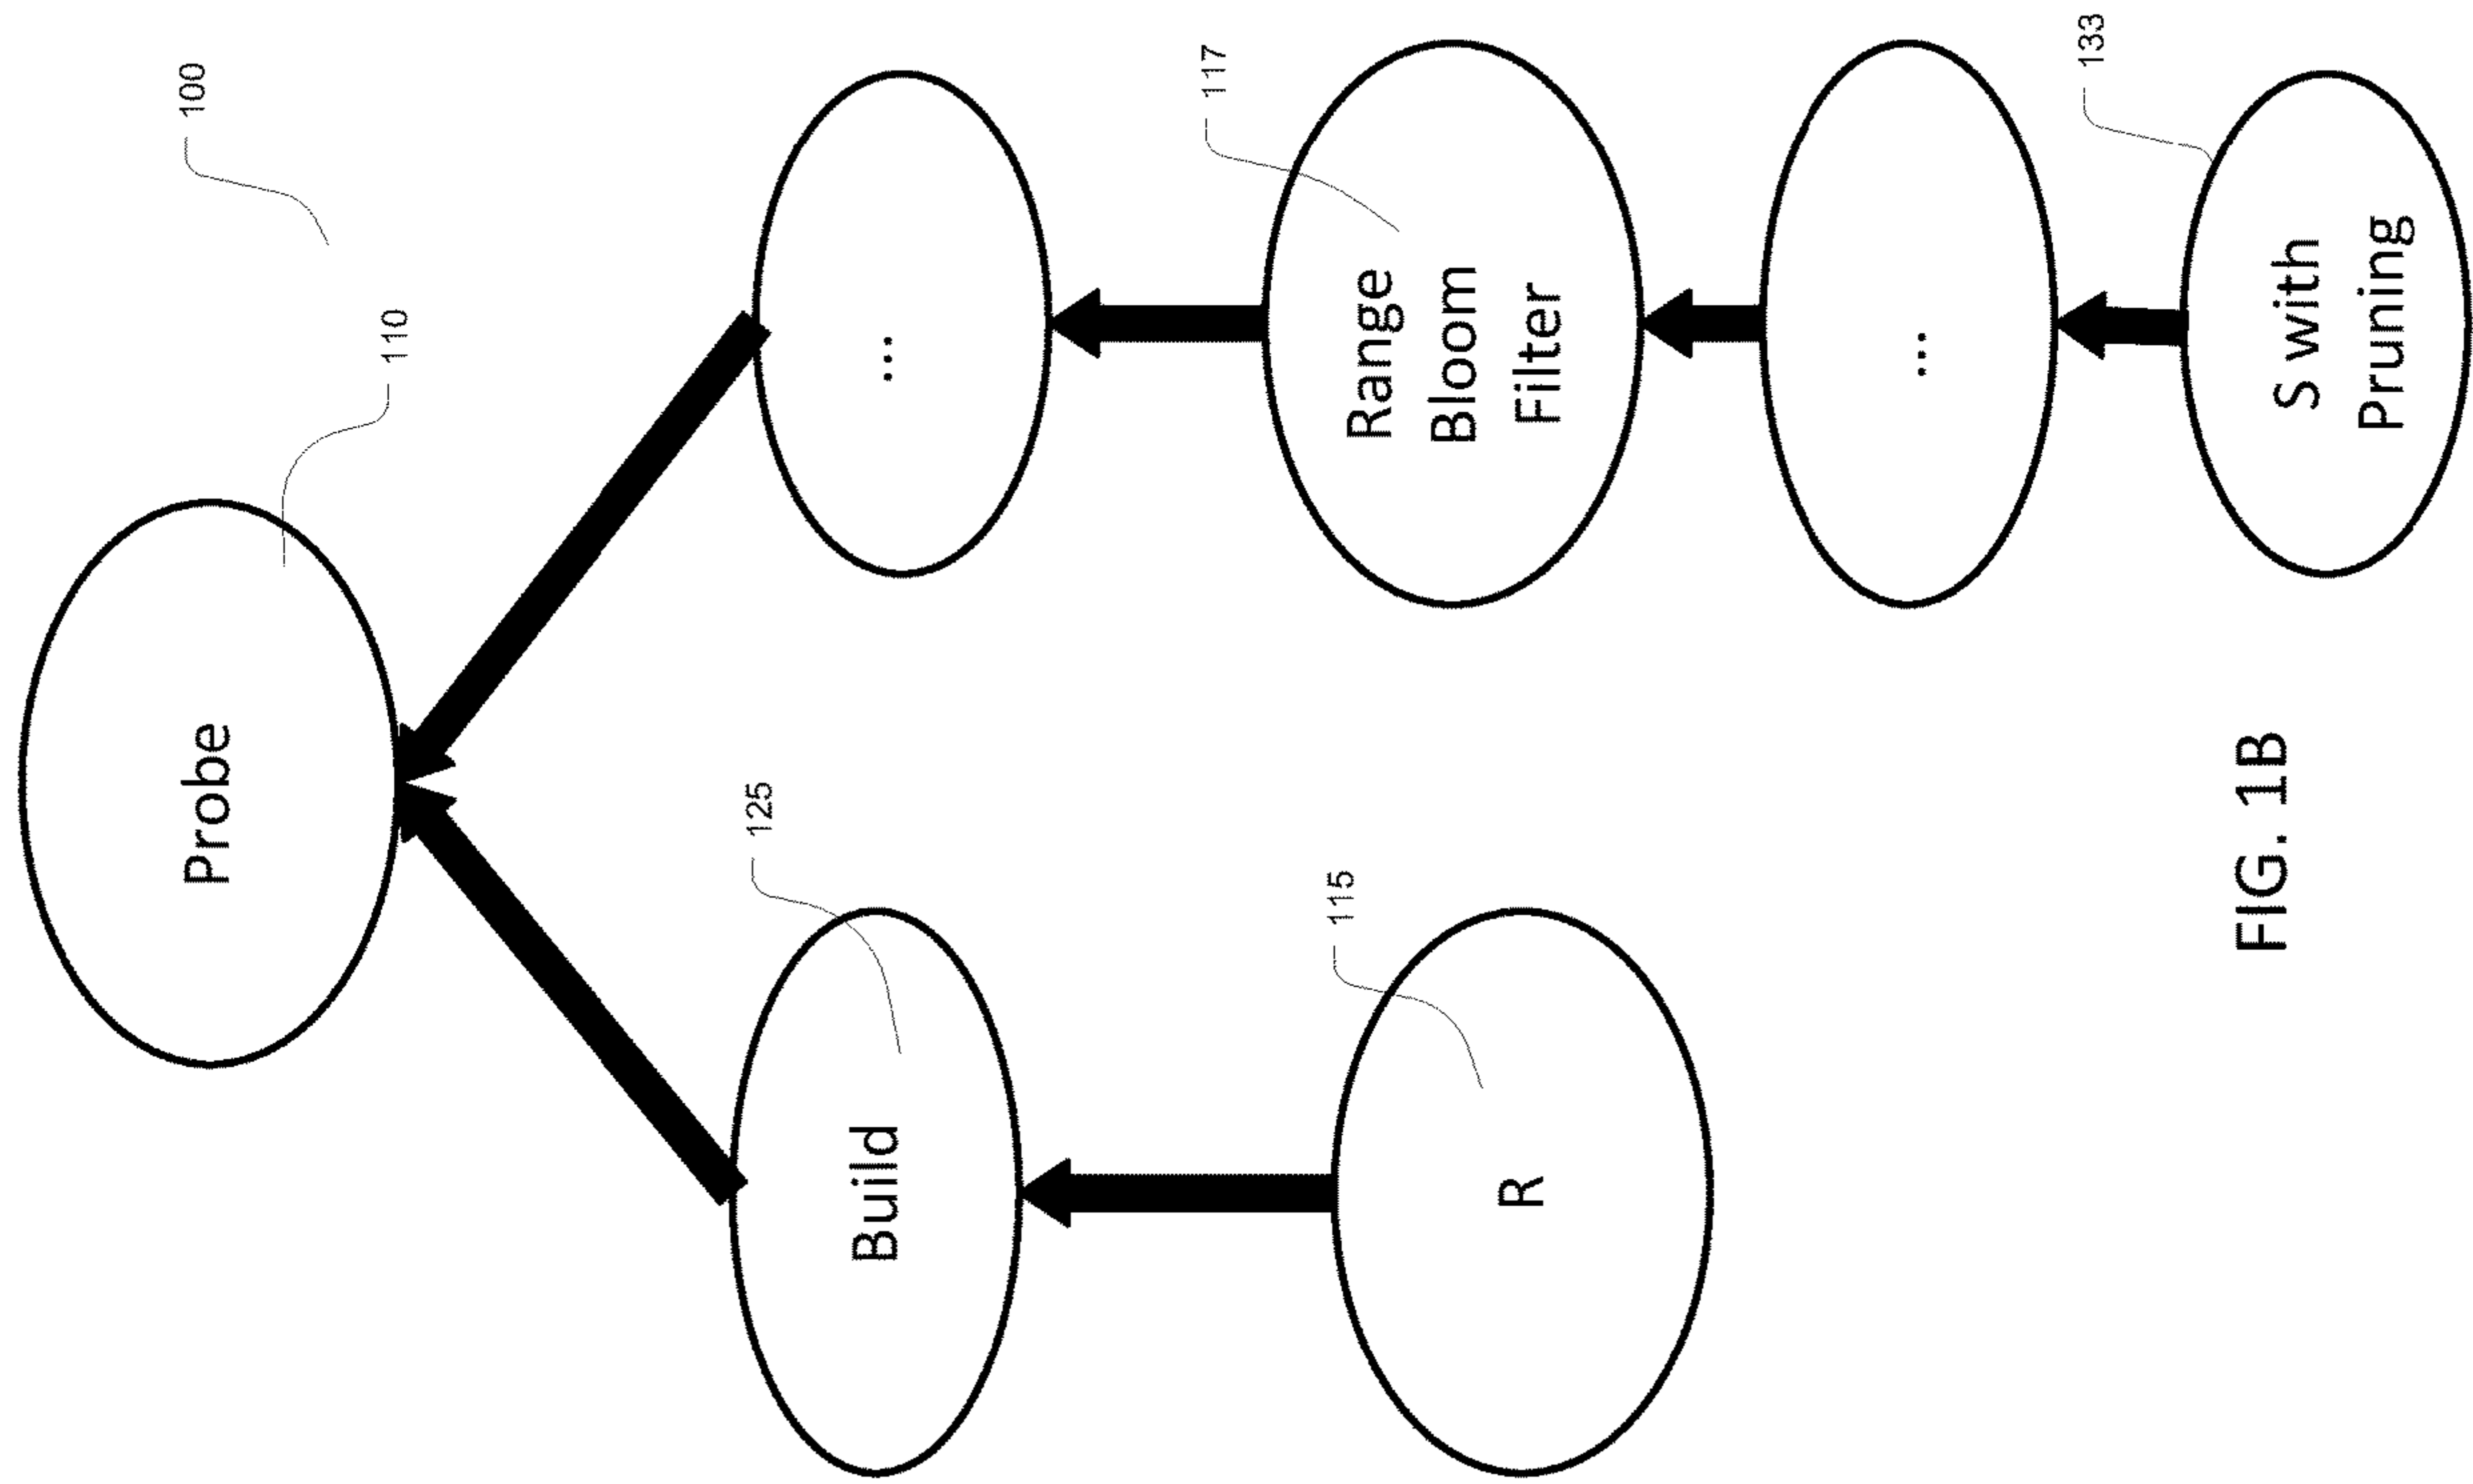 100
Probe
110
Build
125
...
R
115
Range
Bloom
Filter
117
...
S with
Pruning
133
FIG. 1B